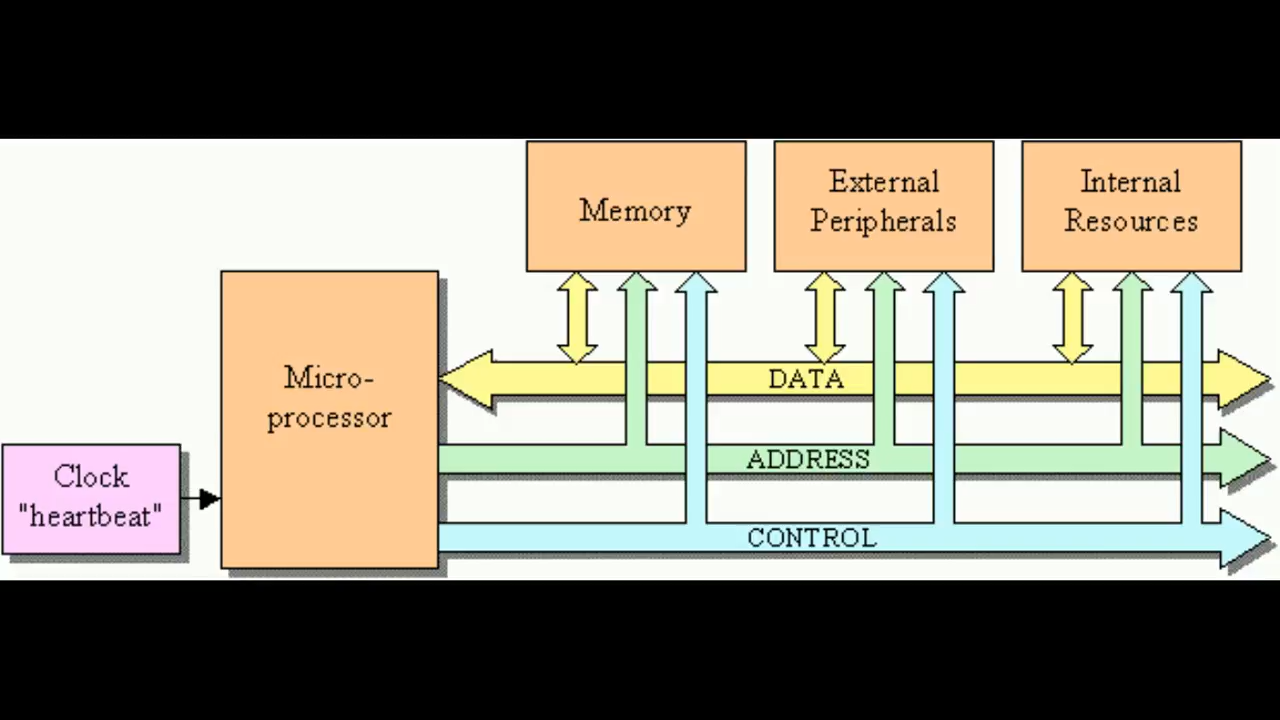 Memory
External
Peripherals
Internal
Resources
Micro-
processor
DATA
Clock
"heartbeat"
ADDRESS
CONTROL